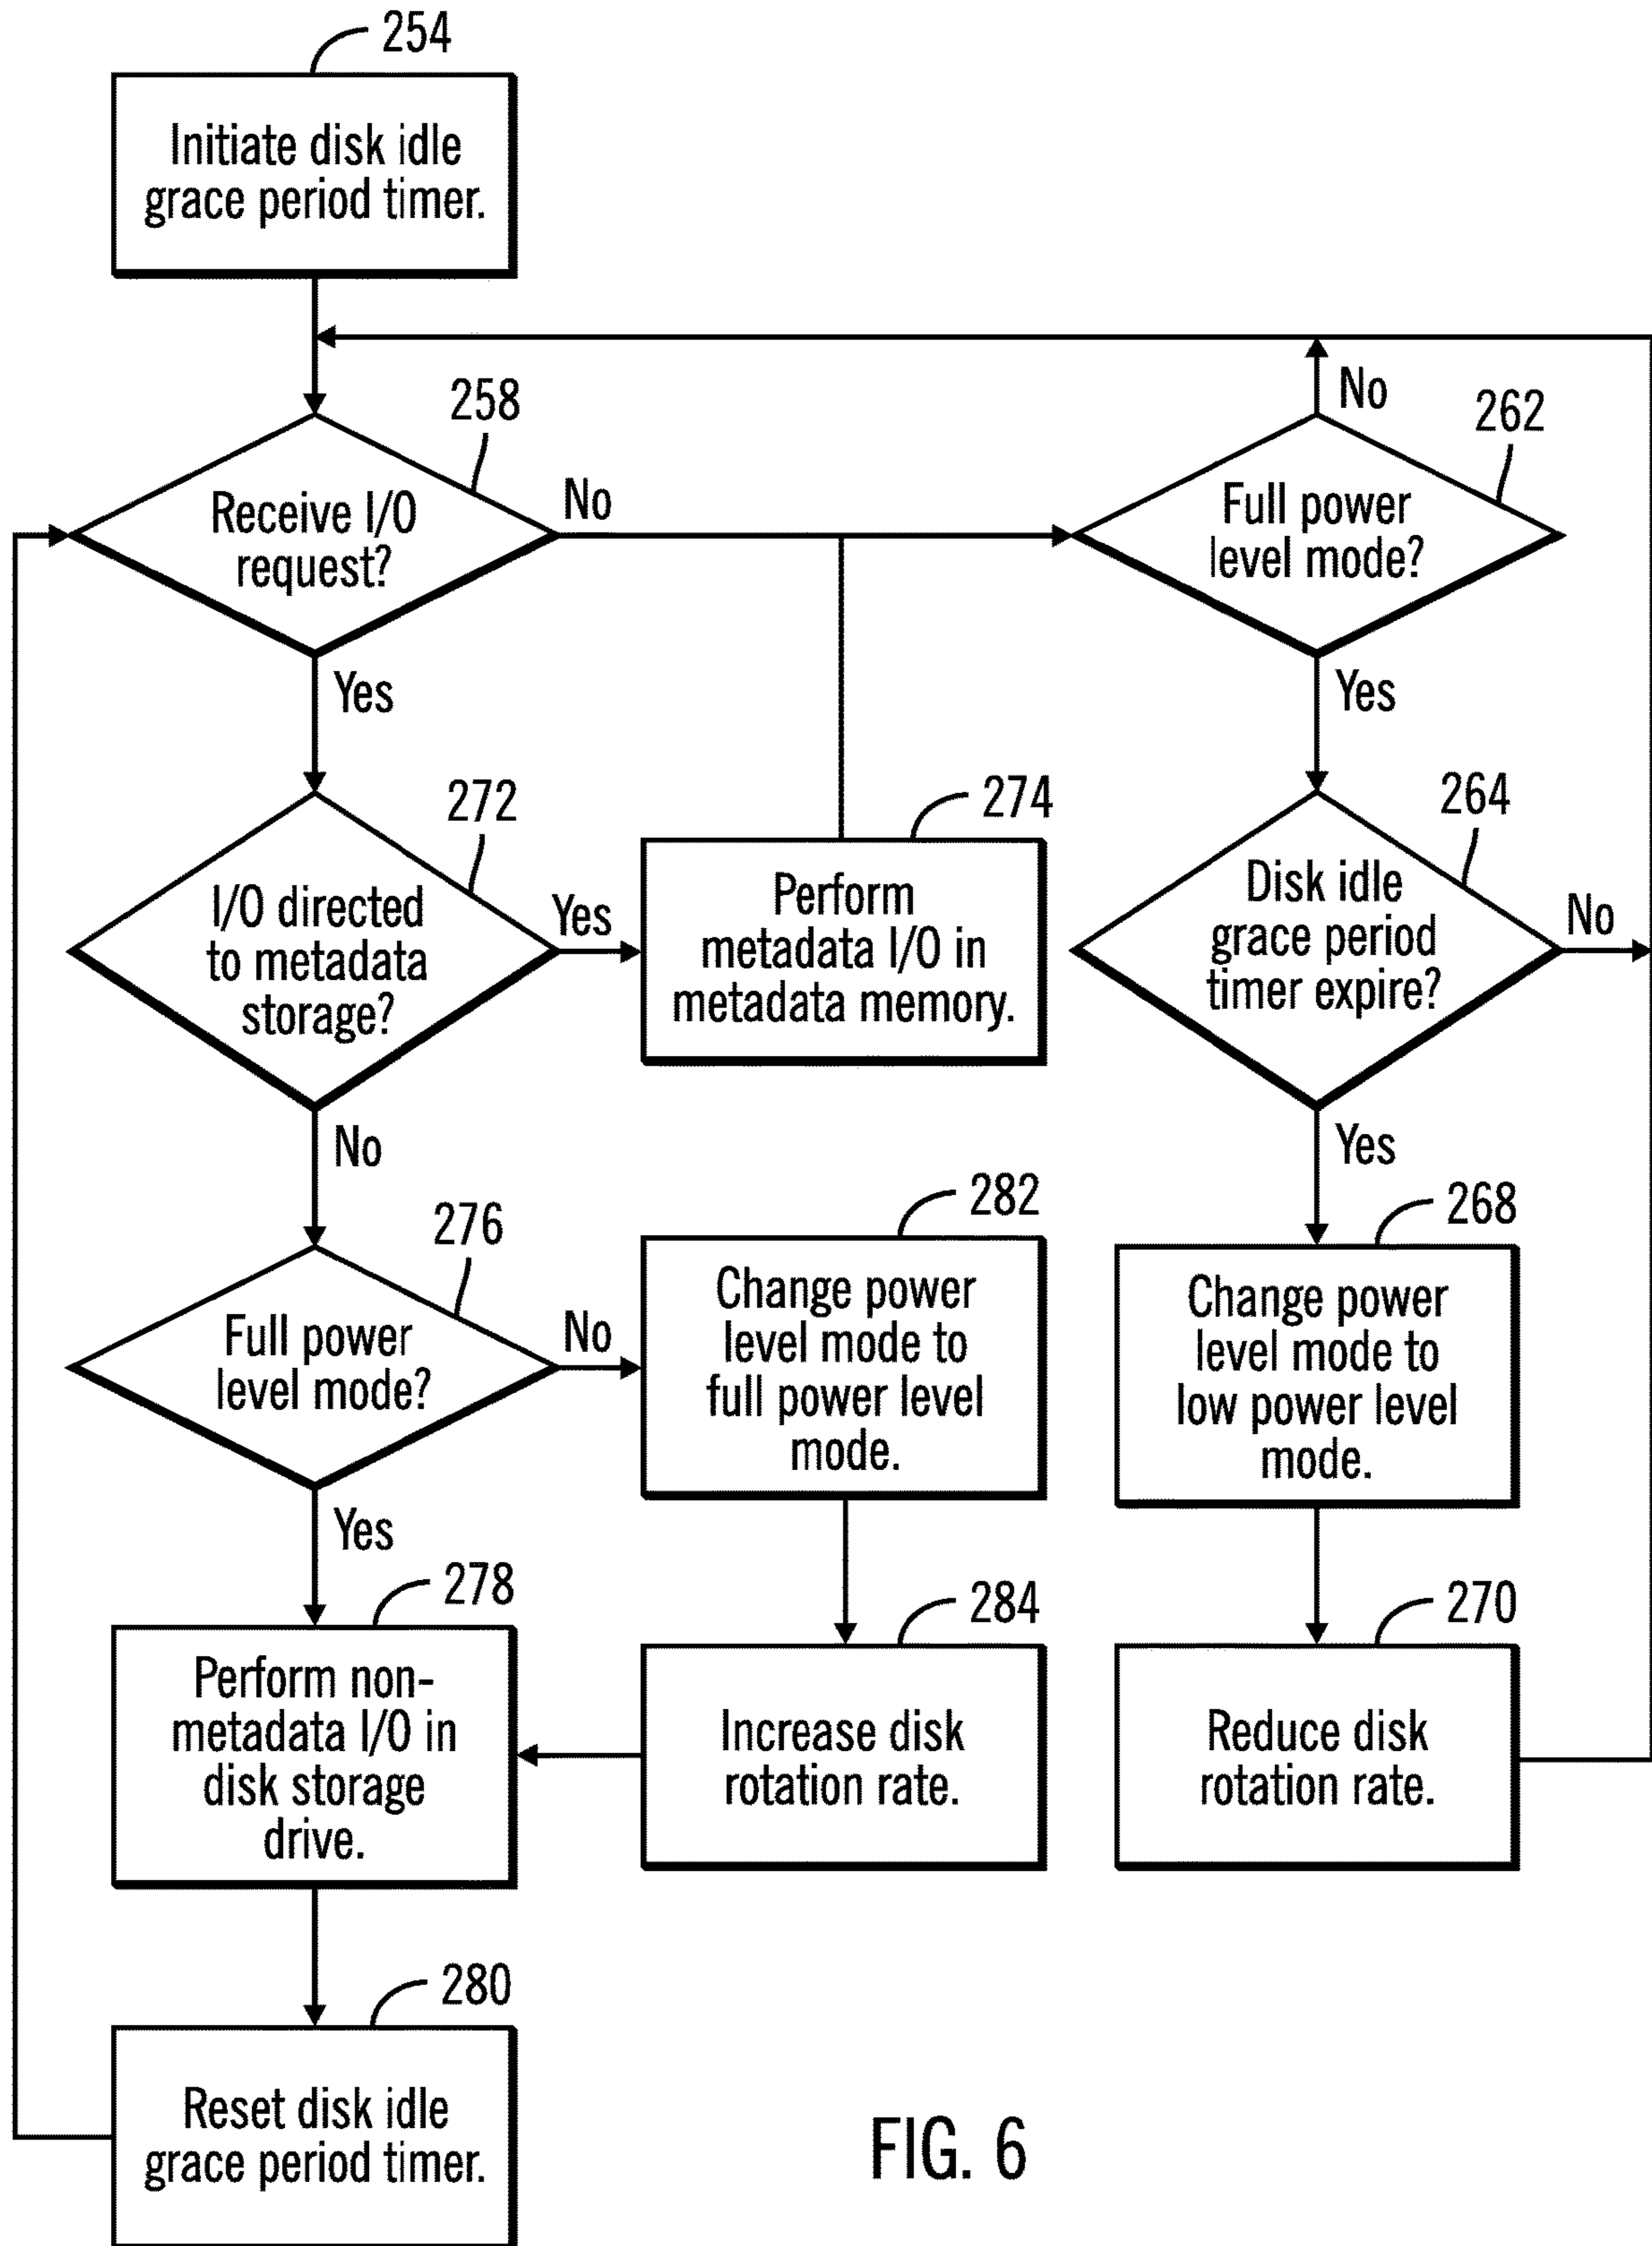 254
Initiate disk idle
grace period timer.
258
Receive I/O
request?
No
Yes
262
Full power
level mode?
No
Yes
272
I/O directed
to metadata
storage?
Yes
No
274
Perform
metadata I/O in
metadata memory.
264
Disk idle
grace period
timer expire?
No
Yes
276
Full power
level mode?
No
Yes
282
Change power
level mode to
full power level
mode.
268
Change power
level mode to
low power level
mode.
278
Perform non-
metadata I/O in
disk storage
drive.
284
Increase disk
rotation rate.
270
Reduce disk
rotation rate.
280
Reset disk idle
grace period timer.
FIG. 6